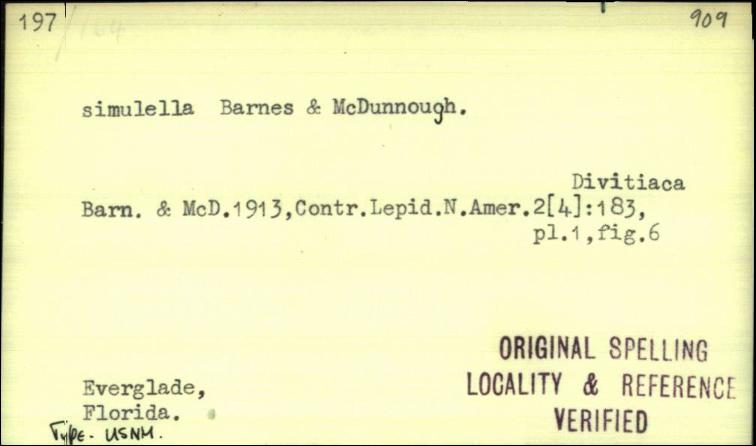 197 /164 909
simulella Barnes & McDunnough.
Divitiaca
Barn. & McD.1913,Contr.Lepid.N.Amer.2[4]:183,
pl.1,fig.6
ORIGINAL SPELLING
LOCALITY & REFERENCE
VERIFIED
Everglade,
Florida.
Type. USNM.